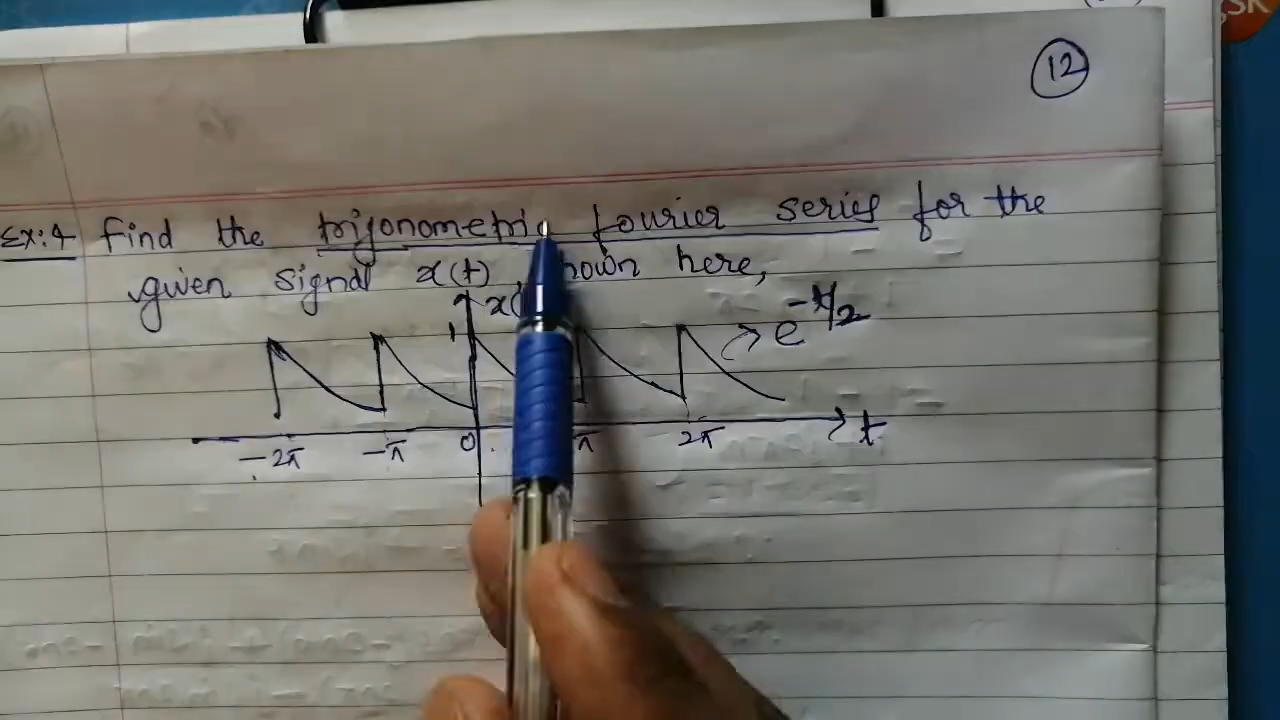 12
Ex:4 find the trigonometric fourier series for the
given signal x(t) shown here,
x(
1
e^{-t/2}
-2π -π 0 π 2π t